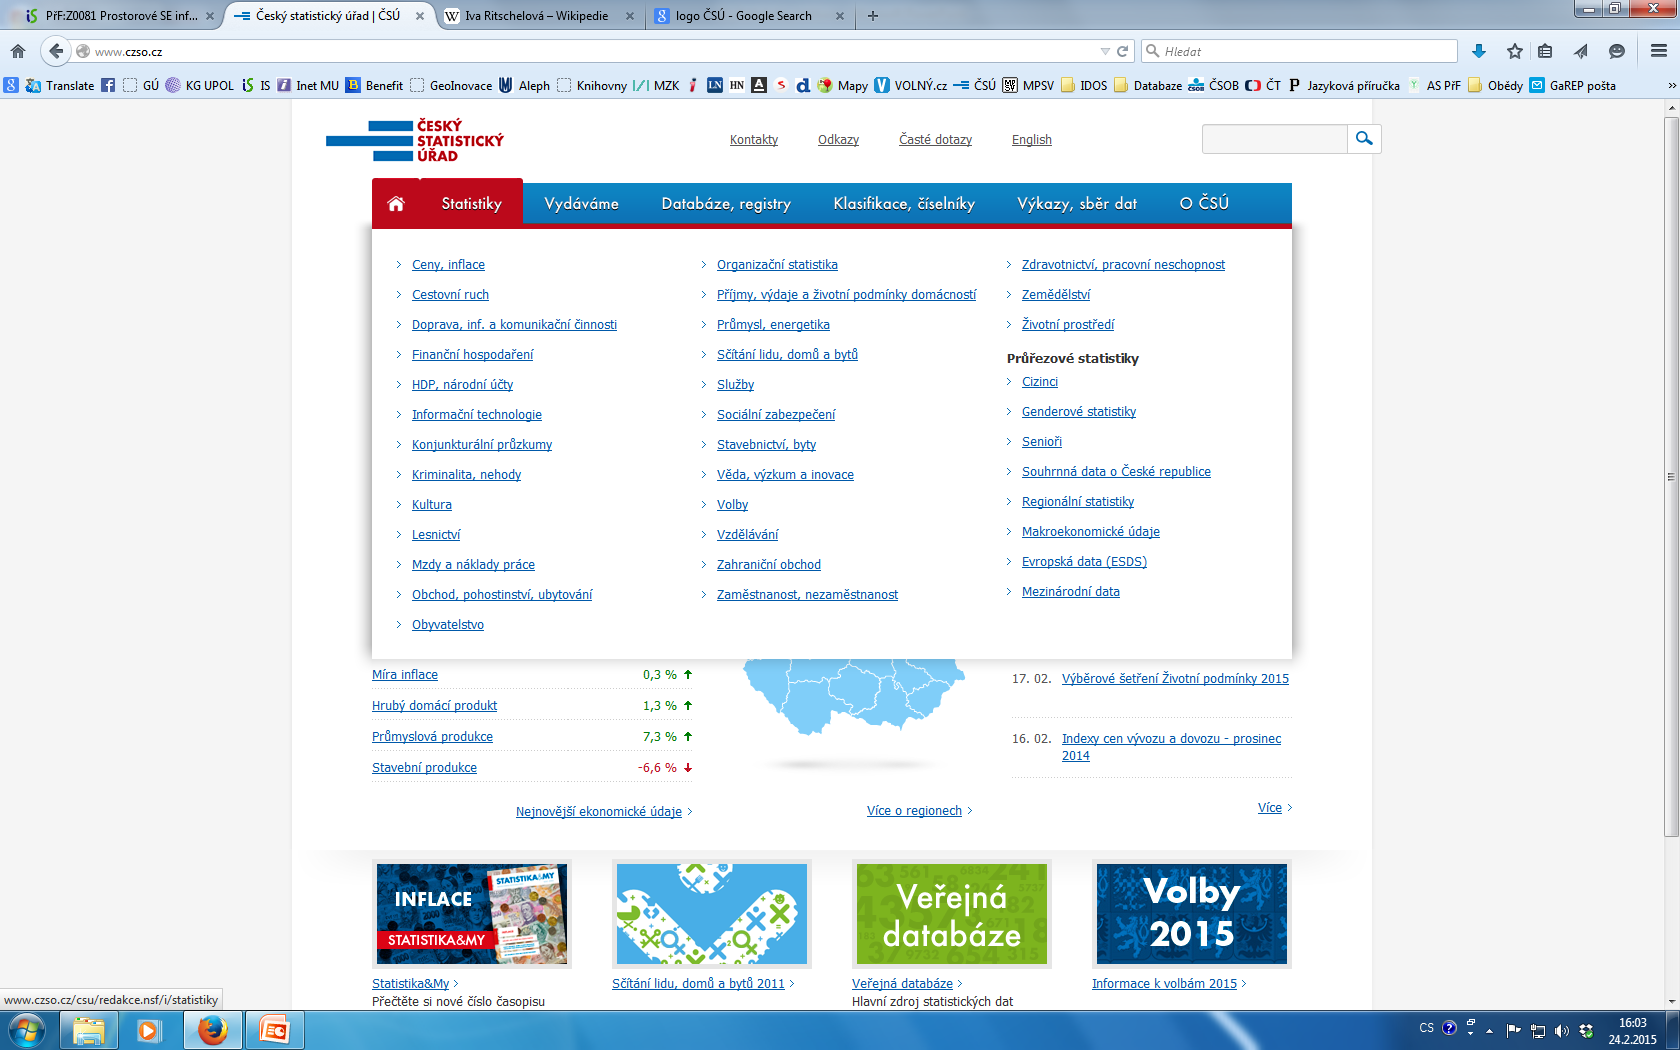 PřF:Z0081 Prostorové SE inf...
Český statistický úřad | ČSÚ
Iva Ritschelová – Wikipedie
logo ČSÚ - Google Search
www.czso.cz
Hledat
Translate
GÚ
KG UPOL
IS
Inet MU
Benefit
GeoInovace
Aleph
Knihovny
MZK
LN
HN
Mapy
VOLNÝ.cz
ČSÚ
MPSV
IDOS
Databaze
ČSOB
ČT
Jazyková příručka
AS PřF
Obědy
GaREP pošta
ČESKÝ
STATISTICKÝ
ÚŘAD
Kontakty
Odkazy
Časté dotazy
English
Statistiky
Vydáváme
Databáze, registry
Klasifikace, číselníky
Výkazy, sběr dat
O ČSÚ
Ceny, inflace
Cestovní ruch
Doprava, inf. a komunikační činnosti
Finanční hospodaření
HDP, národní účty
Informační technologie
Konjunkturální průzkumy
Kriminalita, nehody
Kultura
Lesnictví
Mzdy a náklady práce
Obchod, pohostinství, ubytování
Obyvatelstvo
Organizační statistika
Příjmy, výdaje a životní podmínky domácností
Průmysl, energetika
Sčítání lidu, domů a bytů
Služby
Sociální zabezpečení
Stavebnictví, byty
Věda, výzkum a inovace
Volby
Vzdělávání
Zahraniční obchod
Zaměstnanost, nezaměstnanost
Zdravotnictví, pracovní neschopnost
Zemědělství
Životní prostředí
Průřezové statistiky
Cizinci
Genderové statistiky
Senioři
Souhrnná data o České republice
Regionální statistiky
Makroekonomické údaje
Evropská data (ESDS)
Mezinárodní data
Míra inflace 0,3 %
Hrubý domácí produkt 1,3 %
Průmyslová produkce 7,3 %
Stavební produkce -6,6 %
Nejnovější ekonomické údaje
Více o regionech
17. 02. Výběrové šetření Životní podmínky 2015
16. 02. Indexy cen vývozu a dovozu - prosinec
2014
Více
INFLACE
STATISTIKA&MY
STATISTIKA&MY
Veřejná
databáze
Volby
2015
Statistika&My
Přečtěte si nové číslo časopisu
Sčítání lidu, domů a bytů 2011
Veřejná databáze
Hlavní zdroj statistických dat
Informace k volbám 2015
www.czso.cz/csu/redakce.nsf/i/statistiky
CS
16:03
24.2.2015